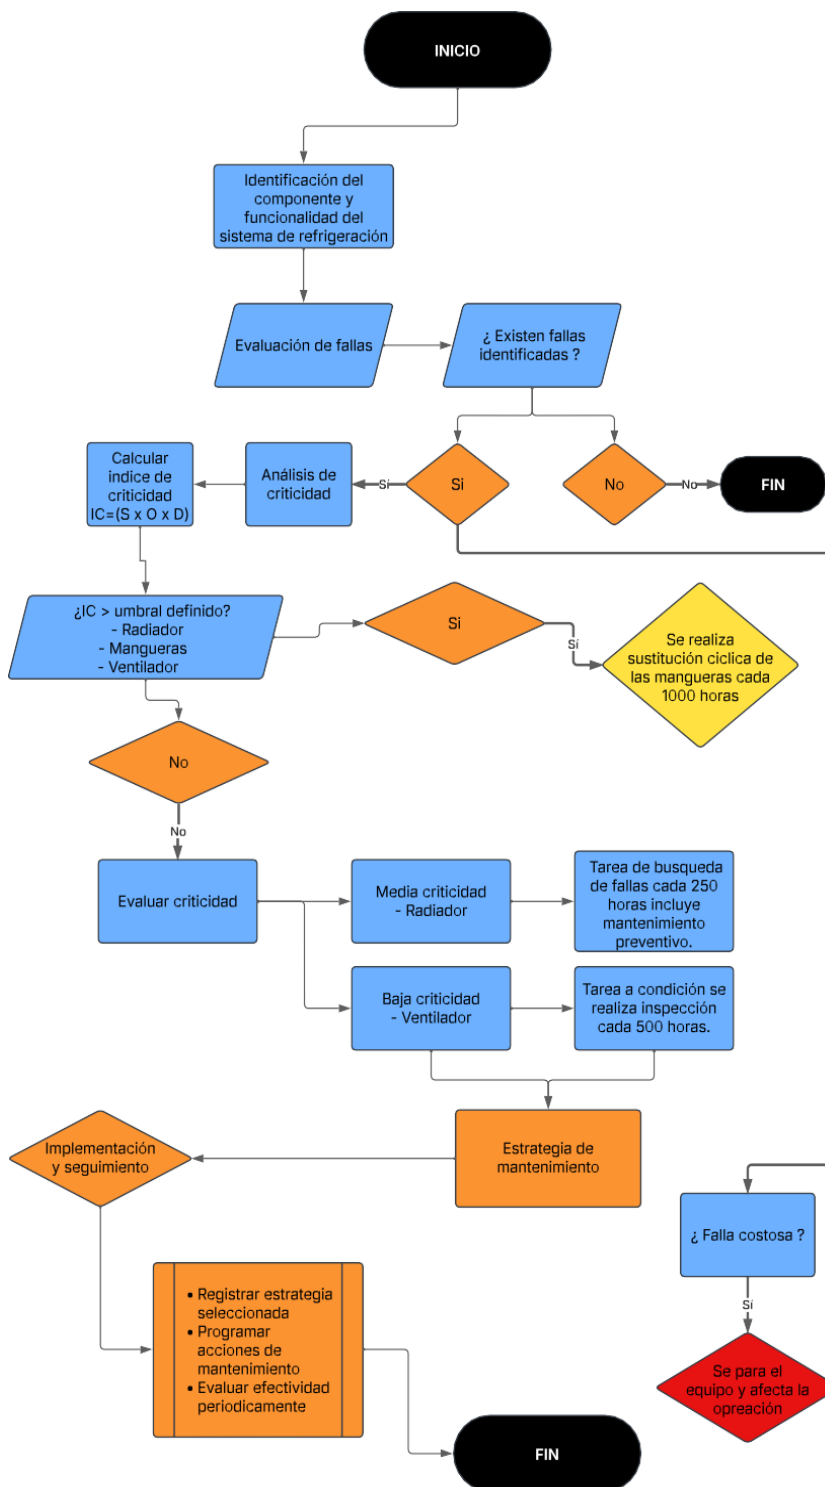 INICIO
Identificación del
componente y
funcionalidad del
sistema de refrigeración
Evaluación de fallas
¿ Existen fallas
identificadas ?
Calcular
indice de
criticidad
IC=(S x O x D)
Análisis de
criticidad
Sí
Si
No
No
FIN
¿IC > umbral definido?
- Radiador
- Mangueras
- Ventilador
Si
Sí
Se realiza
sustitución ciclica de
las mangueras cada
1000 horas
No
No
Evaluar criticidad
Media criticidad
- Radiador
Tarea de busqueda
de fallas cada 250
horas incluye
mantenimiento
preventivo.
Baja criticidad
- Ventilador
Tarea a condición se
realiza inspección
cada 500 horas.
Implementación
y seguimiento
Estrategia de
mantenimiento
¿ Falla costosa ?
Sí
• Registrar estrategia
seleccionada
• Programar
acciones de
mantenimiento
• Evaluar efectividad
periodicamente
Se para el
equipo y afecta la
opreación
FIN